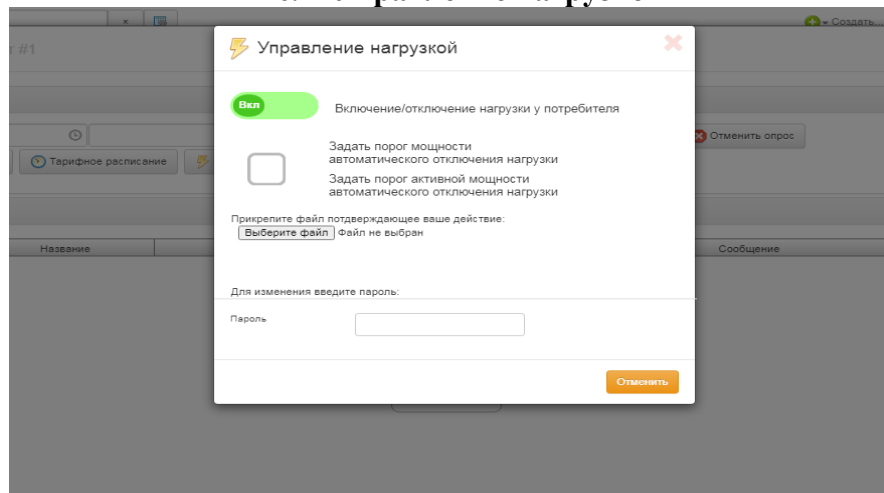 Создать...
#1
Управление нагрузкой
Вкл
Включение/отключение нагрузки у потребителя
Отменить опрос
Тарифное расписание
Задать порог мощности
автоматического отключения нагрузки
Задать порог активной мощности
автоматического отключения нагрузки
Прикрепите файл потдверждающее ваше действие:
Выберите файл Файл не выбран
Название
Сообщение
Для изменения введите пароль:
Пароль
Отменить